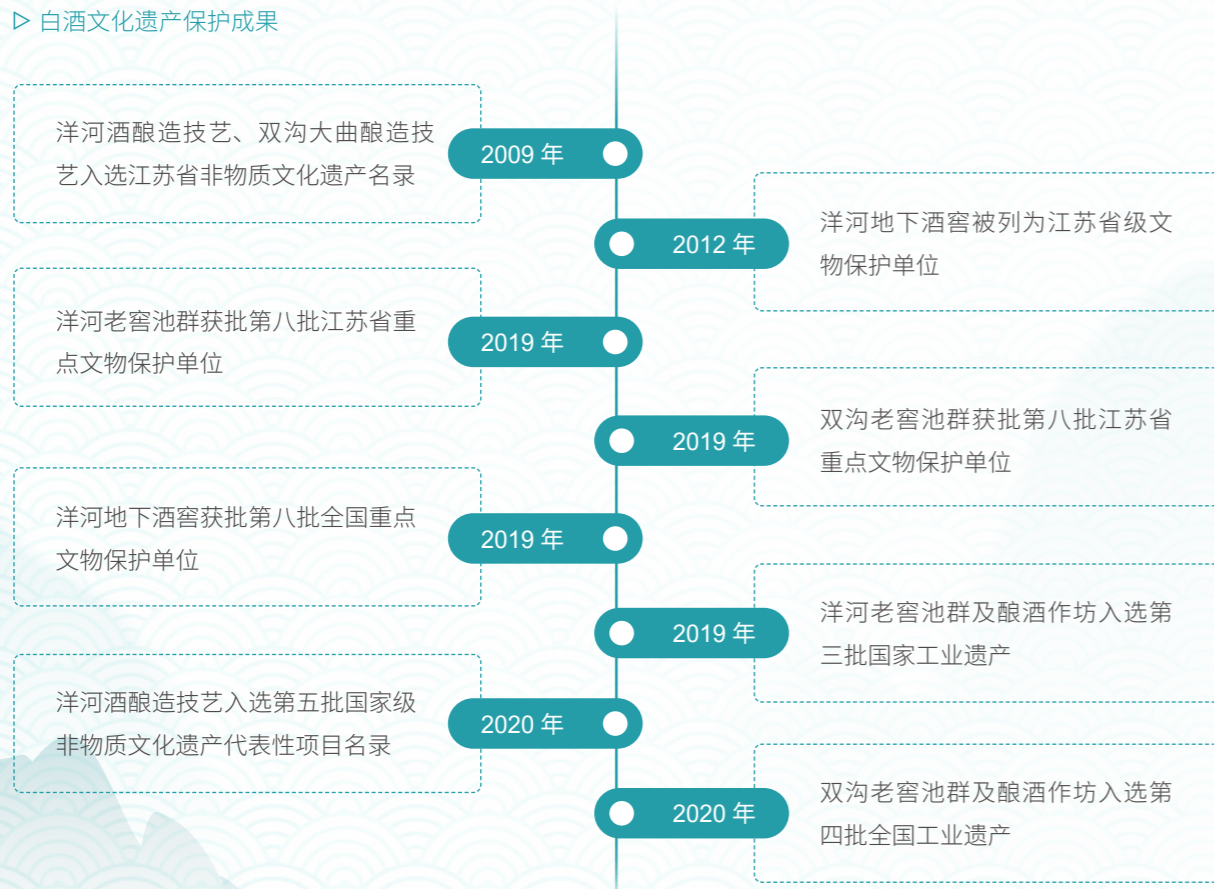 ▷ 白酒文化遗产保护成果
洋河酒酿造技艺、双沟大曲酿造技
艺入选江苏省非物质文化遗产名录
2009 年
2012 年
洋河地下酒窖被列为江苏省级文
物保护单位
洋河老窖池群获批第八批江苏省重
点文物保护单位
2019 年
2019 年
双沟老窖池群获批第八批江苏省
重点文物保护单位
洋河地下酒窖获批第八批全国重点
文物保护单位
2019 年
2019 年
洋河老窖池群及酿酒作坊入选第
三批国家工业遗产
洋河酒酿造技艺入选第五批国家级
非物质文化遗产代表性项目名录
2020 年
2020 年
双沟老窖池群及酿酒作坊入选第
四批全国工业遗产